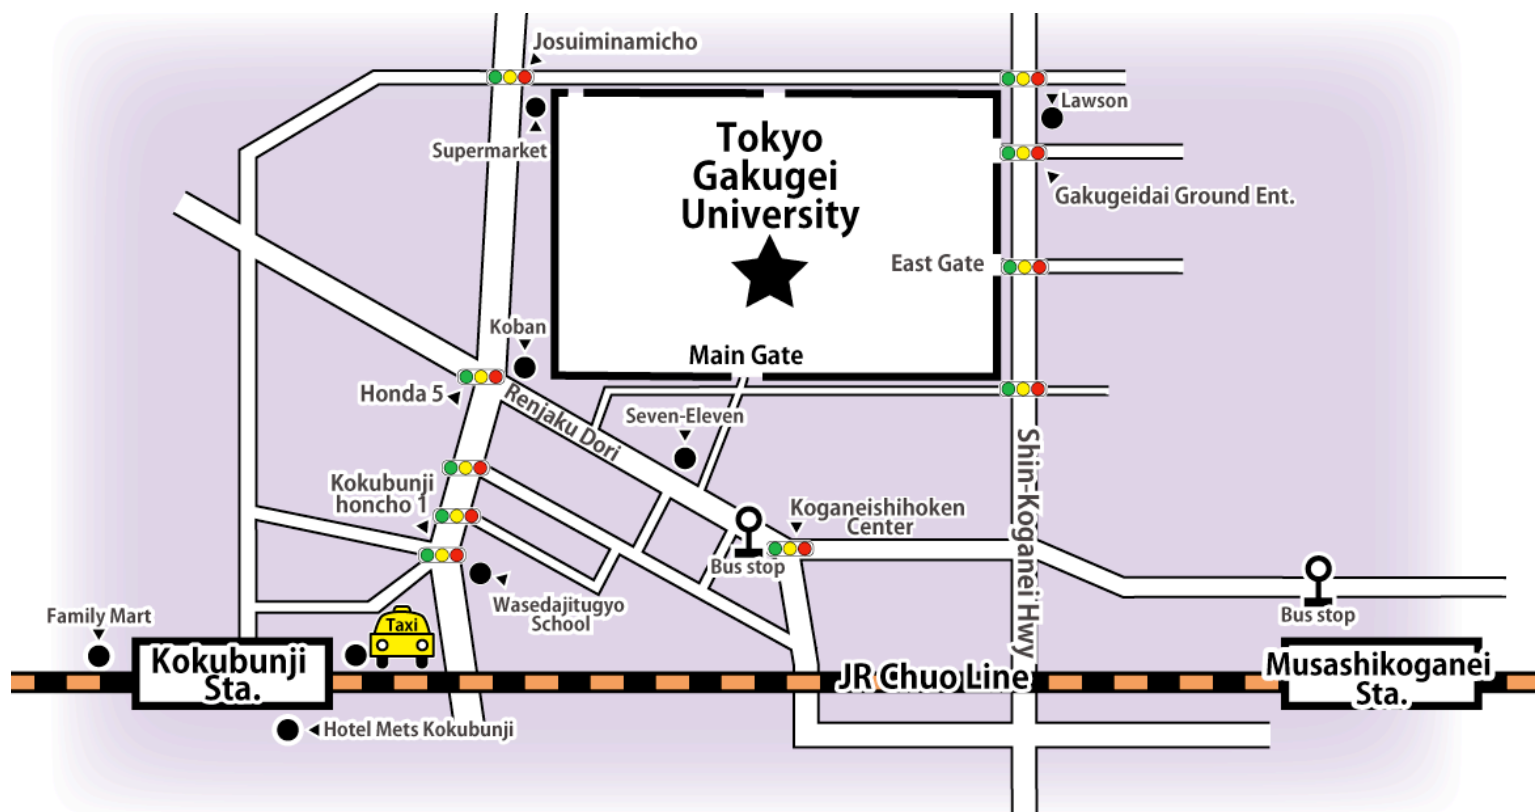 Josuiminamicho
Lawson
Supermarket
Tokyo
Gakugei
University
Gakugeidai Ground Ent.
East Gate
Koban
Main Gate
Honda 5
Renjaku Dori
Seven-Eleven
Shin-Koganei Hwy
Kokubunji
honcho 1
Koganeishihoken
Center
Bus stop
Wasedajitugyo
School
Family Mart
Taxi
Bus stop
Kokubunji
Sta.
JR Chuo Line
Musashikoganei
Sta.
Hotel Mets Kokubunji